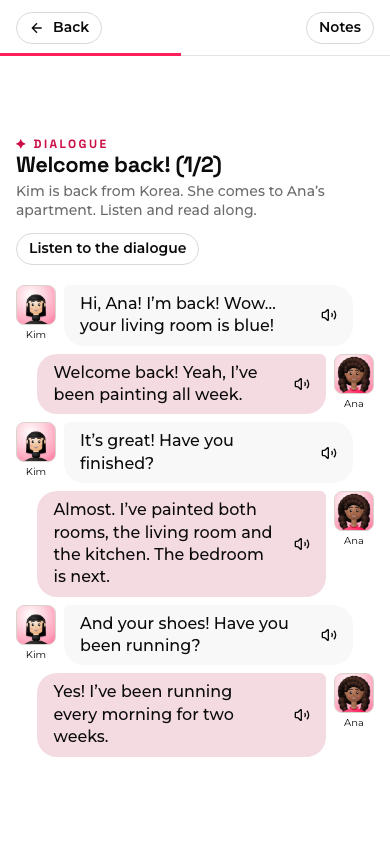 Back
Notes
DIALOGUE
Welcome back! (1/2)
Kim is back from Korea. She comes to Ana’s
apartment. Listen and read along.
Listen to the dialogue
Hi, Ana! I’m back! Wow...
your living room is blue!
Kim
Welcome back! Yeah, I’ve
been painting all week.
Ana
It’s great! Have you
finished?
Kim
Almost. I’ve painted both
rooms, the living room and
the kitchen. The bedroom
is next.
Ana
And your shoes! Have you
been running?
Kim
Yes! I’ve been running
every morning for two
weeks.
Ana